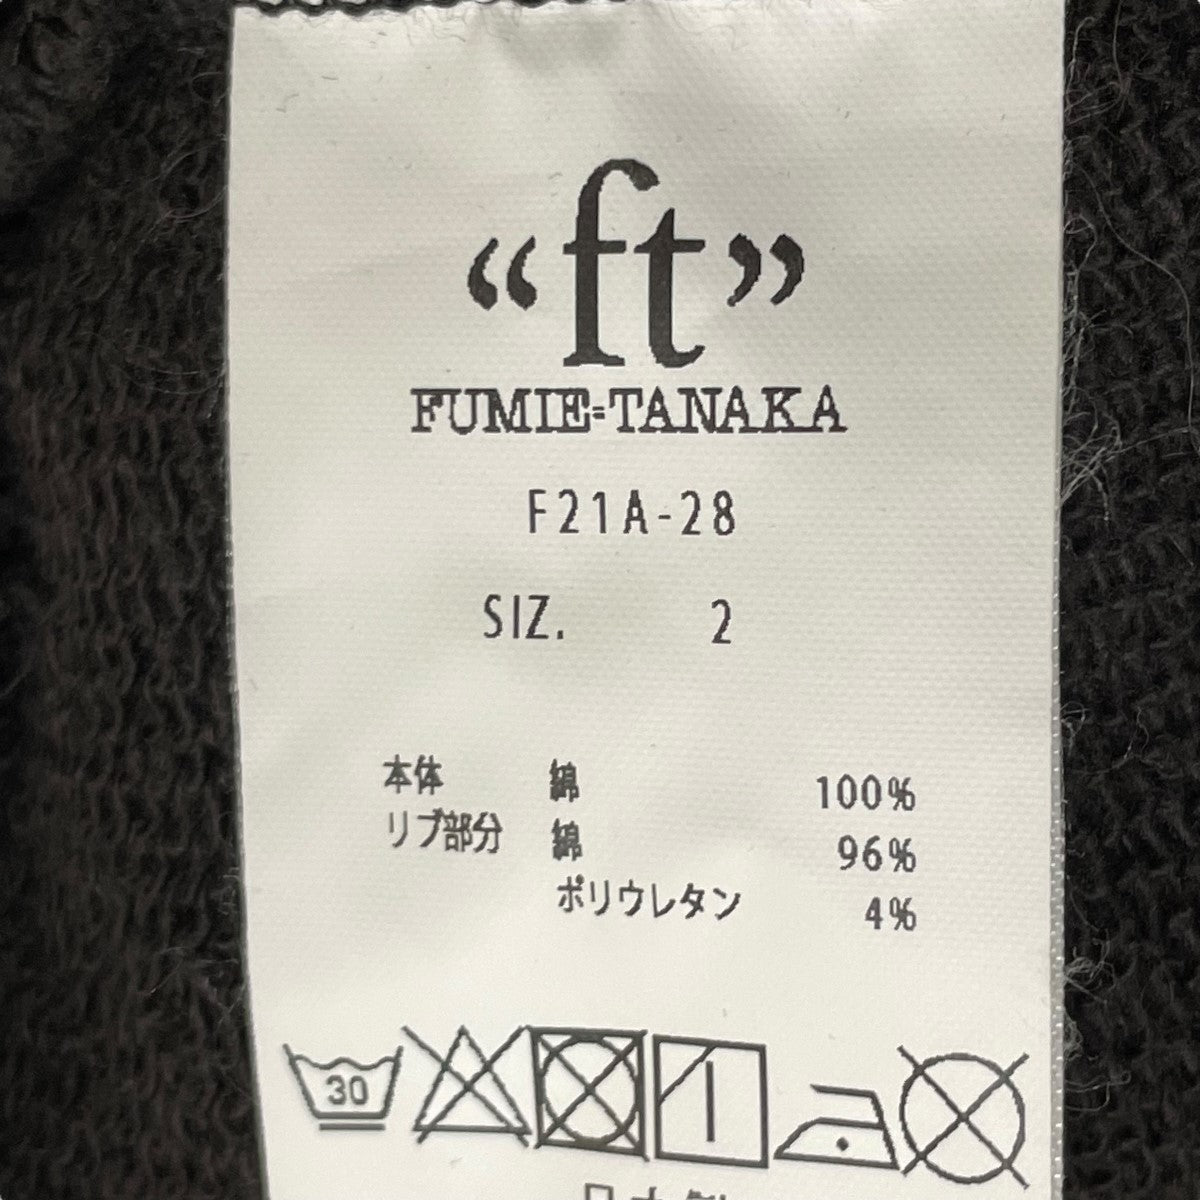 “ft”
FUMIE=TANAKA
F21A-28
SIZ. 2
本体 綿 100%
リブ部分 綿 96%
ポリウレタン 4%
30